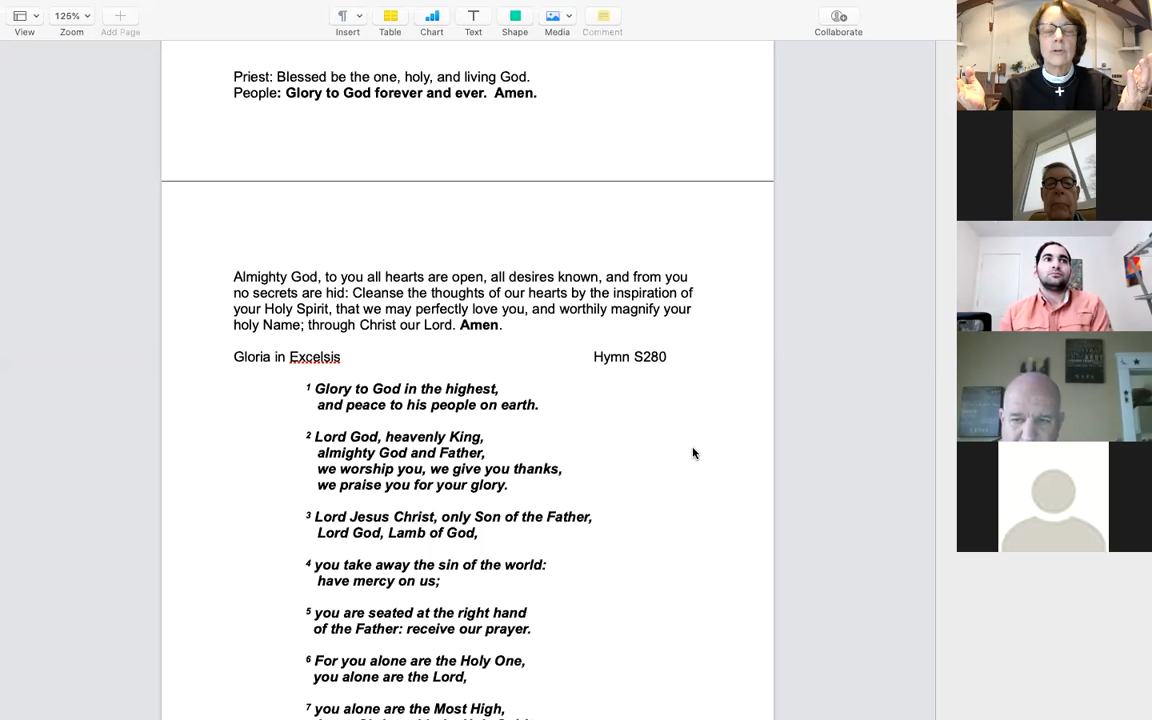 View
125%
Zoom
Add Page
Insert
Table
Chart
Text
Shape
Media
Comment
Collaborate
Priest: Blessed be the one, holy, and living God.
People: Glory to God forever and ever.  Amen.
Almighty God, to you all hearts are open, all desires known, and from you
no secrets are hid: Cleanse the thoughts of our hearts by the inspiration of
your Holy Spirit, that we may perfectly love you, and worthily magnify your
holy Name; through Christ our Lord. Amen.
Gloria in Excelsis Hymn S280
1 Glory to God in the highest,
and peace to his people on earth.
2 Lord God, heavenly King,
almighty God and Father,
we worship you, we give you thanks,
we praise you for your glory.
3 Lord Jesus Christ, only Son of the Father,
Lord God, Lamb of God,
4 you take away the sin of the world:
have mercy on us;
5 you are seated at the right hand
of the Father: receive our prayer.
6 For you alone are the Holy One,
you alone are the Lord,
7 you alone are the Most High,